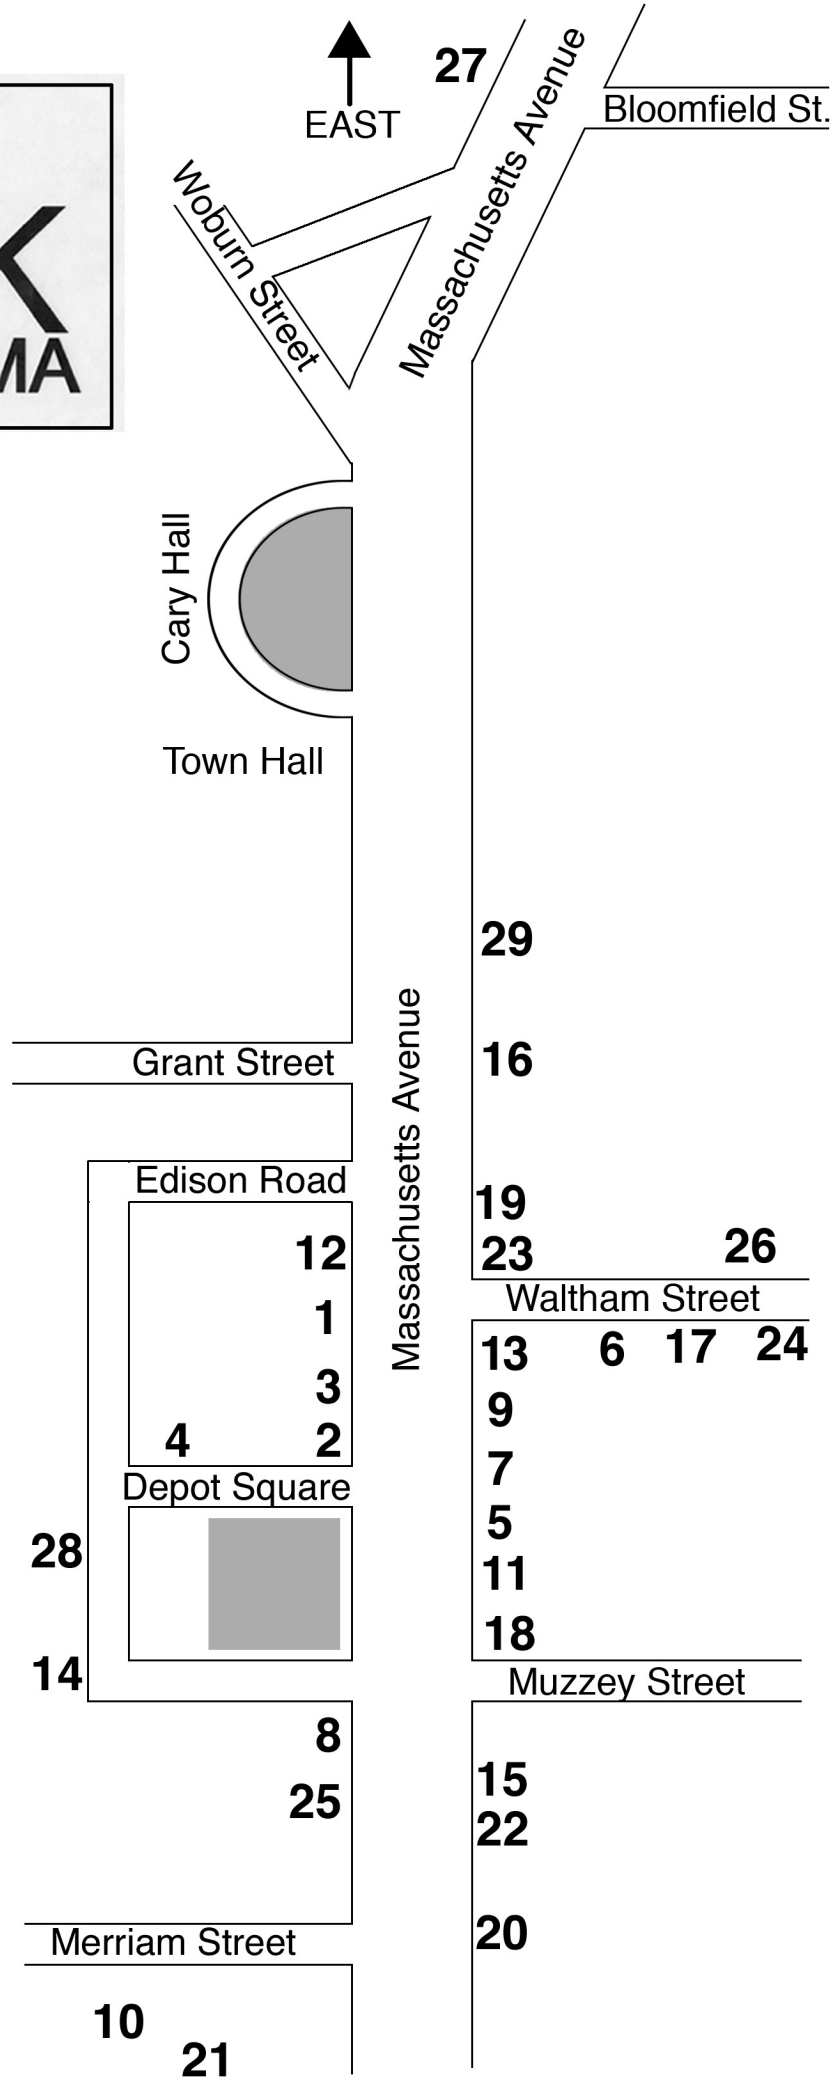 27
Massachusetts Avenue
EAST
Bloomfield St.
Woburn Street
K
MA
Cary Hall
Town Hall
29
Massachusetts Avenue
Grant Street
16
Edison Road
19
12
23
26
Waltham Street
1
13
6
17
24
3
9
4
2
7
Depot Square
5
28
11
18
14
Muzzey Street
8
15
25
22
20
Merriam Street
10
21